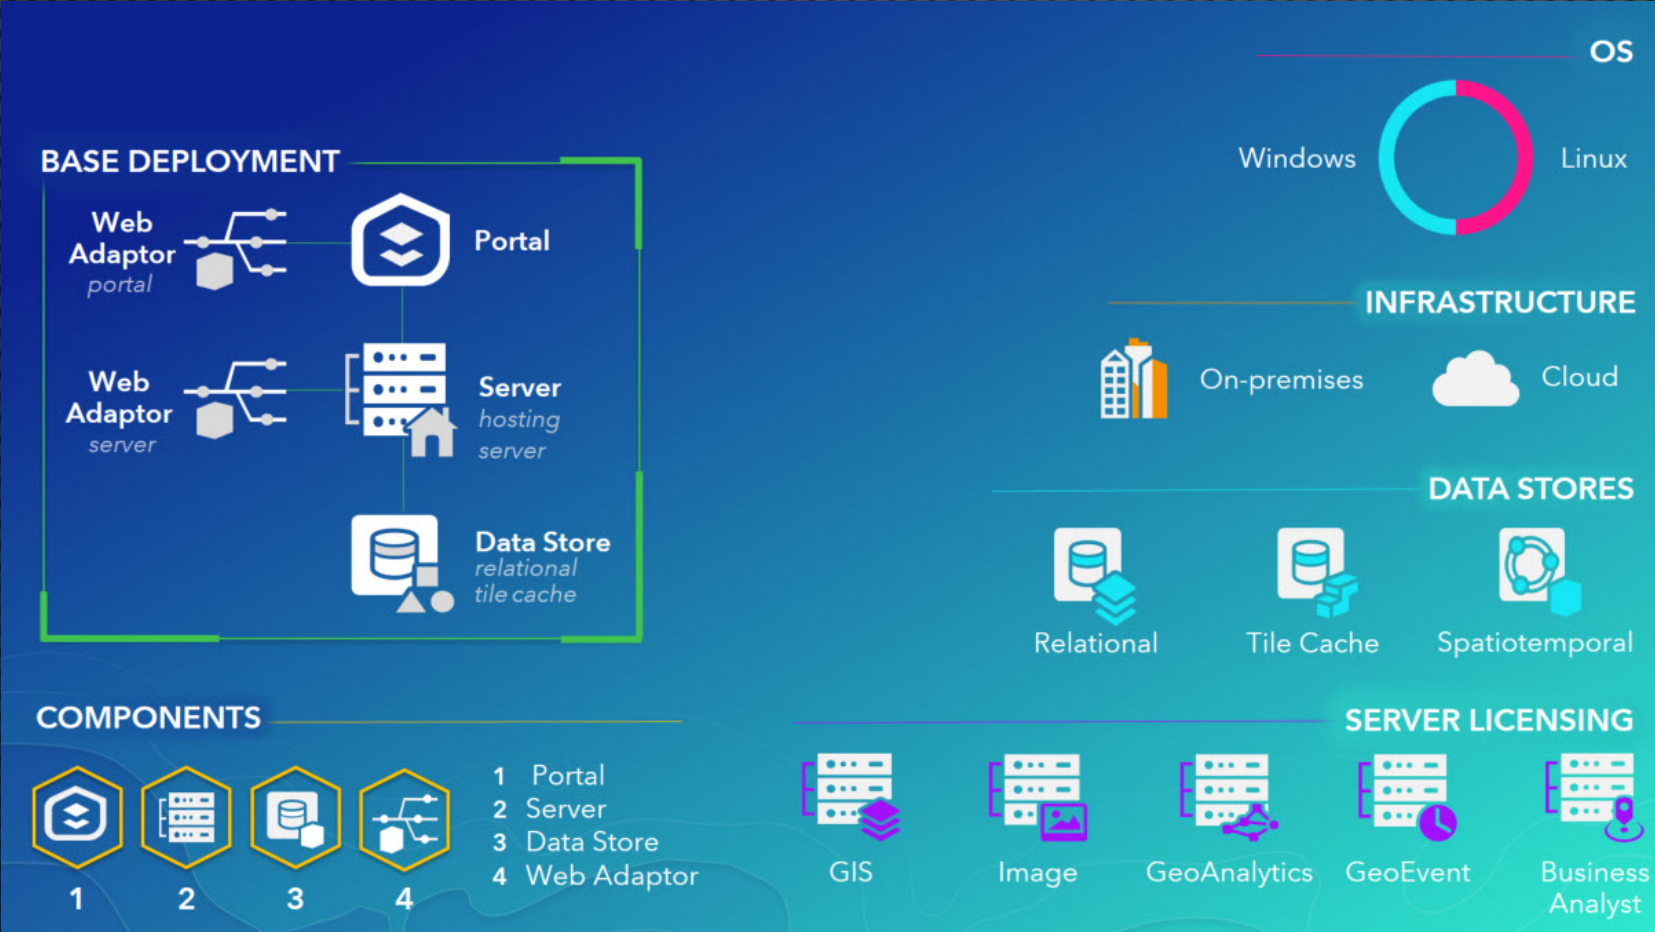 OS
Windows
Linux
BASE DEPLOYMENT
Web
Adaptor
portal
Portal
Web
Adaptor
server
Server
hosting
server
Data Store
relational
tile cache
INFRASTRUCTURE
On-premises
Cloud
DATA STORES
Relational
Tile Cache
Spatiotemporal
COMPONENTS
1
2
3
4
1 Portal
2 Server
3 Data Store
4 Web Adaptor
SERVER LICENSING
GIS
Image
GeoAnalytics
GeoEvent
Business
Analyst